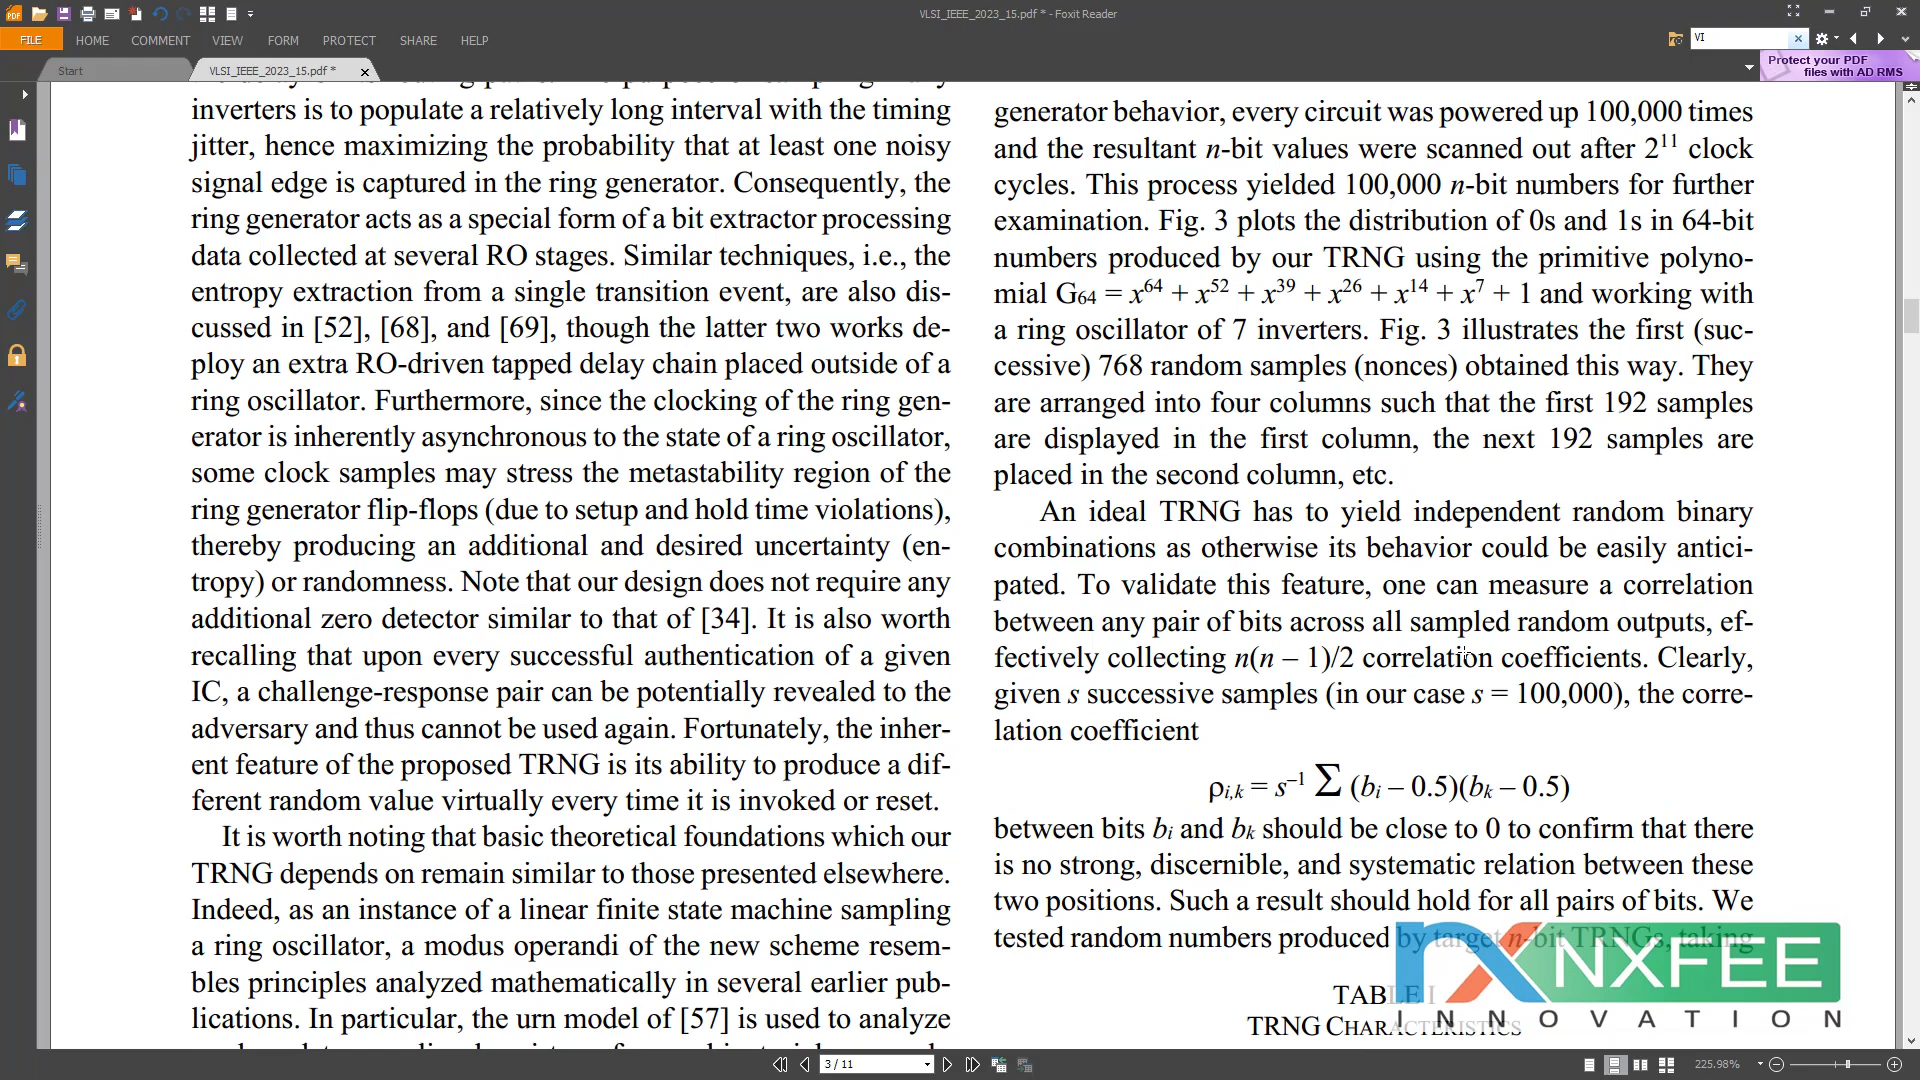 VLSI_IEEE_2023_15.pdf * - Foxit Reader
FILE HOME COMMENT VIEW FORM PROTECT SHARE HELP
VI
Start
VLSI_IEEE_2023_15.pdf *
Protect your PDF
files with AD RMS
inverters is to populate a relatively long interval with the timing
jitter, hence maximizing the probability that at least one noisy
signal edge is captured in the ring generator. Consequently, the
ring generator acts as a special form of a bit extractor processing
data collected at several RO stages. Similar techniques, i.e., the
entropy extraction from a single transition event, are also dis-
cussed in [52], [68], and [69], though the latter two works de-
ploy an extra RO-driven tapped delay chain placed outside of a
ring oscillator. Furthermore, since the clocking of the ring gen-
erator is inherently asynchronous to the state of a ring oscillator,
some clock samples may stress the metastability region of the
ring generator flip-flops (due to setup and hold time violations),
thereby producing an additional and desired uncertainty (en-
tropy) or randomness. Note that our design does not require any
additional zero detector similar to that of [34]. It is also worth
recalling that upon every successful authentication of a given
IC, a challenge-response pair can be potentially revealed to the
adversary and thus cannot be used again. Fortunately, the inher-
ent feature of the proposed TRNG is its ability to produce a dif-
ferent random value virtually every time it is invoked or reset.
It is worth noting that basic theoretical foundations which our
TRNG depends on remain similar to those presented elsewhere.
Indeed, as an instance of a linear finite state machine sampling
a ring oscillator, a modus operandi of the new scheme resem-
bles principles analyzed mathematically in several earlier pub-
lications. In particular, the urn model of [57] is used to analyze
generator behavior, every circuit was powered up 100,000 times
and the resultant n-bit values were scanned out after 2¹¹ clock
cycles. This process yielded 100,000 n-bit numbers for further
examination. Fig. 3 plots the distribution of 0s and 1s in 64-bit
numbers produced by our TRNG using the primitive polyno-
mial G₆₄ = x⁶⁴ + x⁵² + x³⁹ + x²⁶ + x¹⁴ + x⁷ + 1 and working with
a ring oscillator of 7 inverters. Fig. 3 illustrates the first (suc-
cessive) 768 random samples (nonces) obtained this way. They
are arranged into four columns such that the first 192 samples
are displayed in the first column, the next 192 samples are
placed in the second column, etc.
An ideal TRNG has to yield independent random binary
combinations as otherwise its behavior could be easily antici-
pated. To validate this feature, one can measure a correlation
between any pair of bits across all sampled random outputs, ef-
fectively collecting n(n – 1)/2 correlation coefficients. Clearly,
given s successive samples (in our case s = 100,000), the corre-
lation coefficient
ρi,k = s⁻¹ ∑ (bi – 0.5)(bk – 0.5)
between bits bi and bk should be close to 0 to confirm that there
is no strong, discernible, and systematic relation between these
two positions. Such a result should hold for all pairs of bits. We
tested random numbers produced by target n-bit TRNGs, taking
TABLE I
TRNG CHARACTERISTICS
NXFEE
INNOVATION
3 / 11
225.98%